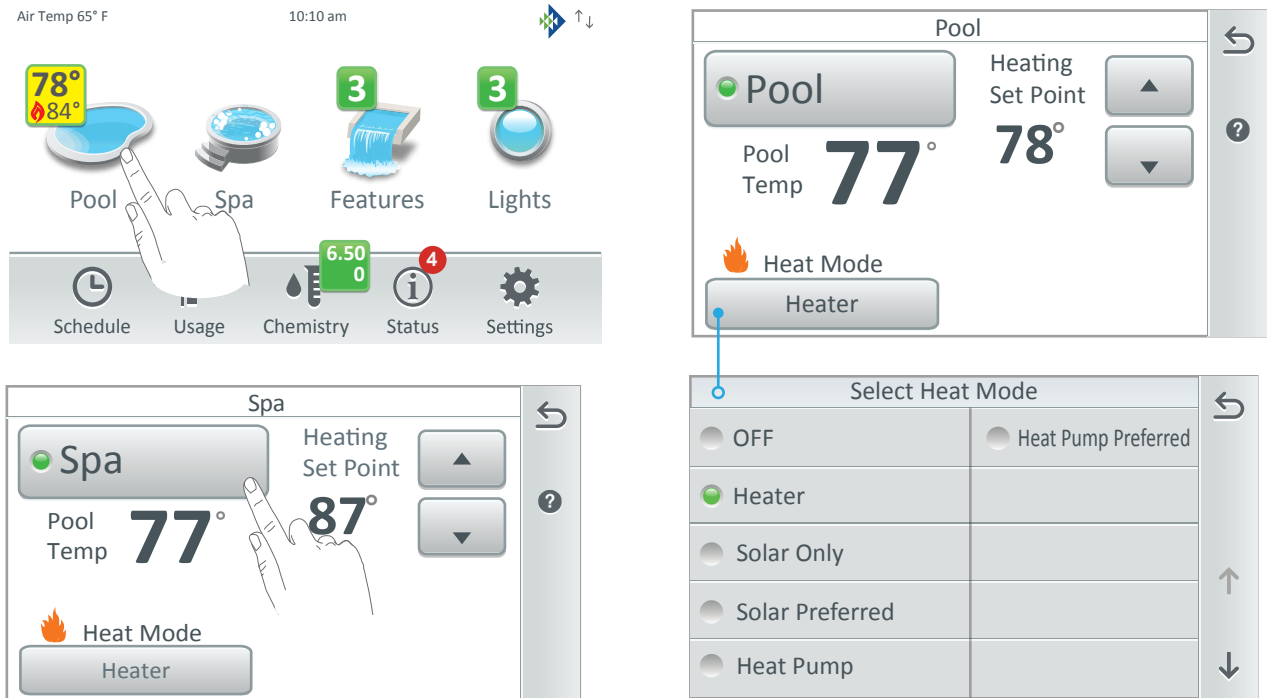 Air Temp 65° F
10:10 am
78°
84°
3
3
Pool
Spa
Features
Lights
6.50
0
4
i
Schedule
Usage
Chemistry
Status
Settings
Pool
Pool
Heating
Set Point
78°
Pool
Temp
77°
?
Heat Mode
Heater
Spa
Spa
Heating
Set Point
87°
Pool
Temp
77°
?
Heat Mode
Heater
Select Heat Mode
OFF
Heat Pump Preferred
Heater
Solar Only
Solar Preferred
Heat Pump